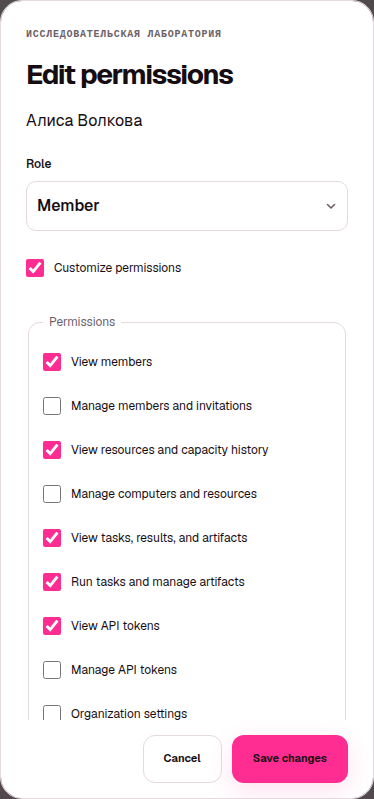 ИССЛЕДОВАТЕЛЬСКАЯ ЛАБОРАТОРИЯ
Edit permissions
Алиса Волкова
Role
Member
Customize permissions
Permissions
View members
Manage members and invitations
View resources and capacity history
Manage computers and resources
View tasks, results, and artifacts
Run tasks and manage artifacts
View API tokens
Manage API tokens
Organization settings
Cancel
Save changes